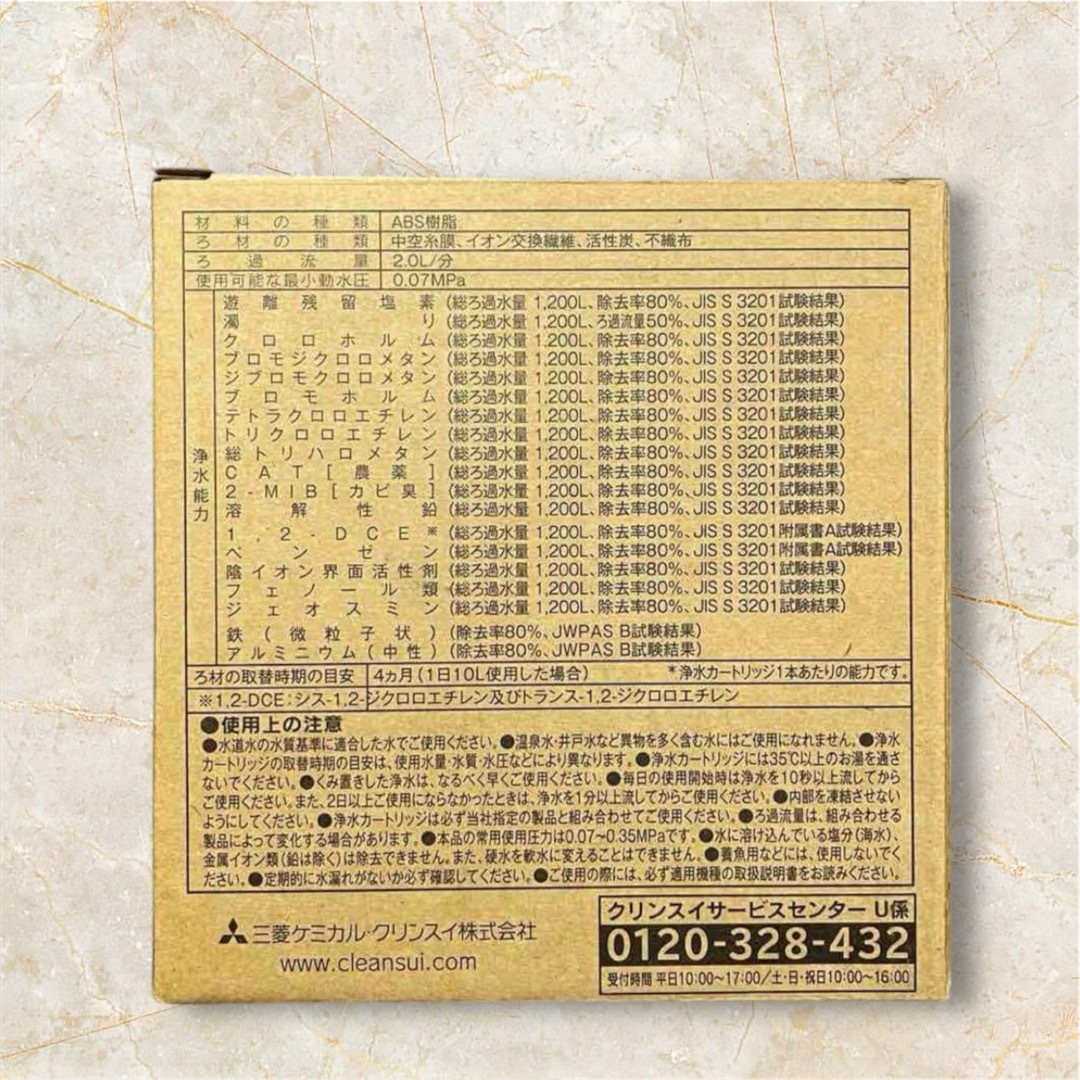 材料の種類 ABS樹脂
ろ材の種類 中空糸膜、イオン交換繊維、活性炭、不織布
ろ過流量 2.0L/分
使用可能な最小動水圧 0.07MPa
浄水能力
遊離残留塩素 (総ろ過水量 1,200L、除去率80%、JIS S 3201試験結果)
濁り (総ろ過水量 1,200L、ろ過流量50%、JIS S 3201試験結果)
クロロホルム (総ろ過水量 1,200L、除去率80%、JIS S 3201試験結果)
ブロモジクロロメタン (総ろ過水量 1,200L、除去率80%、JIS S 3201試験結果)
ジブロモクロロメタン (総ろ過水量 1,200L、除去率80%、JIS S 3201試験結果)
ブロモホルム (総ろ過水量 1,200L、除去率80%、JIS S 3201試験結果)
テトラクロロエチレン (総ろ過水量 1,200L、除去率80%、JIS S 3201試験結果)
トリクロロエチレン (総ろ過水量 1,200L、除去率80%、JIS S 3201試験結果)
総トリハロメタン (総ろ過水量 1,200L、除去率80%、JIS S 3201試験結果)
CAT[農薬] (総ろ過水量 1,200L、除去率80%、JIS S 3201試験結果)
2-MIB[カビ臭] (総ろ過水量 1,200L、除去率80%、JIS S 3201試験結果)
溶解性鉛 (総ろ過水量 1,200L、除去率80%、JIS S 3201試験結果)
1,2-DCE* (総ろ過水量 1,200L、除去率80%、JIS S 3201附属書A試験結果)
ベンゼン (総ろ過水量 1,200L、除去率80%、JIS S 3201附属書A試験結果)
陰イオン界面活性剤 (総ろ過水量 1,200L、除去率80%、JIS S 3201試験結果)
フェノール類 (総ろ過水量 1,200L、除去率80%、JIS S 3201試験結果)
ジェオスミン (総ろ過水量 1,200L、除去率80%、JIS S 3201試験結果)
鉄(微粒子状) (除去率80%、JWPAS B試験結果)
アルミニウム(中性) (除去率80%、JWPAS B試験結果)
ろ材の取替時期の目安 4ヵ月(1日10L使用した場合) *浄水カートリッジ1本あたりの能力です。
※1,2-DCE:シス-1,2-ジクロロエチレン及びトランス-1,2-ジクロロエチレン
●使用上の注意
●水道水の水質基準に適合した水でご使用ください。●温泉水・井戸水など異物を多く含む水にはご使用になれません。●浄水
カートリッジの取替時期の目安は、使用水量・水質・水圧などにより異なります。●浄水カートリッジには35℃以上のお湯を通さ
ないでください。●くみ置きした浄水は、なるべく早くご使用ください。●毎日の使用開始時は浄水を10秒以上流してから
ご使用ください。また、2日以上ご使用にならなかったときは、浄水を1分以上流してからご使用ください。●内部を凍結させない
ようにしてください。●浄水カートリッジは必ず当社指定の製品と組み合わせてご使用ください。●ろ過流量は、組み合わせる
製品によって変化する場合があります。●本品の常用使用圧力は0.07~0.35MPaです。●水に溶け込んでいる塩分(海水)、
金属イオン類(鉛は除く)は除去できません。また、硬水を軟水に変えることはできません。●養魚用などには、使用しないでく
ださい。●定期的に水漏れがないか必ず確認してください。●ご使用の際には、必ず適用機種の取扱説明書をお読みください。
三菱ケミカル・クリンスイ株式会社
www.cleansui.com
クリンスイサービスセンター U係
0120-328-432
受付時間 平日10:00~17:00/土・日・祝日10:00~16:00